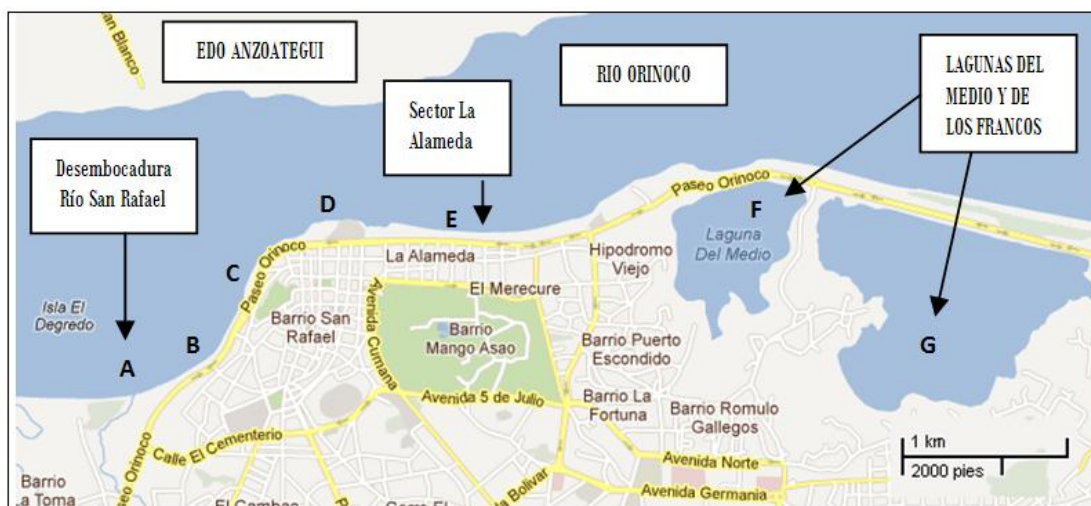 EDO ANZOATEGUI
RIO ORINOCO
LAGUNAS DEL
MEDIO Y DE
LOS FRANCOS
Sector La
Alameda
Desembocadura
Río San Rafael
an Blanco
Paseo Orinoco
D
E
F
Laguna
Del Medio
La Alameda
Hipodromo
Viejo
C
Paseo Orinoco
El Merecure
Isla El
Degredo
Barrio San
Rafael
Avenida Cumana
Barrio
Mango Asao
Barrio Puerto
Escondido
A
B
G
Avenida 5 de Julio
Barrio La
Fortuna
Barrio Romulo
Gallegos
Calle El Cementerio
Paseo Orinoco
1 km
2000 pies
Barrio
La Toma
Avenida Norte
Bolivar
Avenida Germania